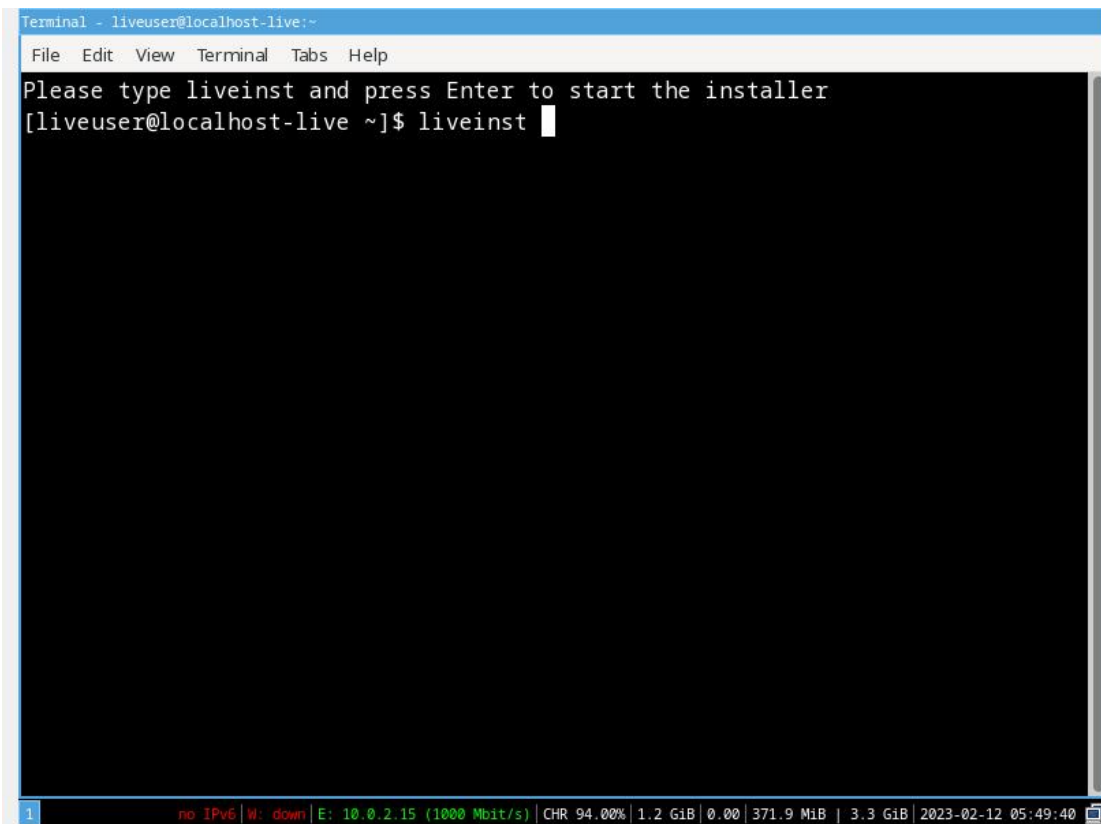 Terminal - liveuser@localhost-live:~
File Edit View Terminal Tabs Help
Please type liveinst and press Enter to start the installer
[liveuser@localhost-live ~]$ liveinst
1 no IPv6|W: down|E: 10.0.2.15 (1000 Mbit/s)|CHR 94.00%|1.2 GiB|0.00|371.9 MiB | 3.3 GiB|2023-02-12 05:49:40